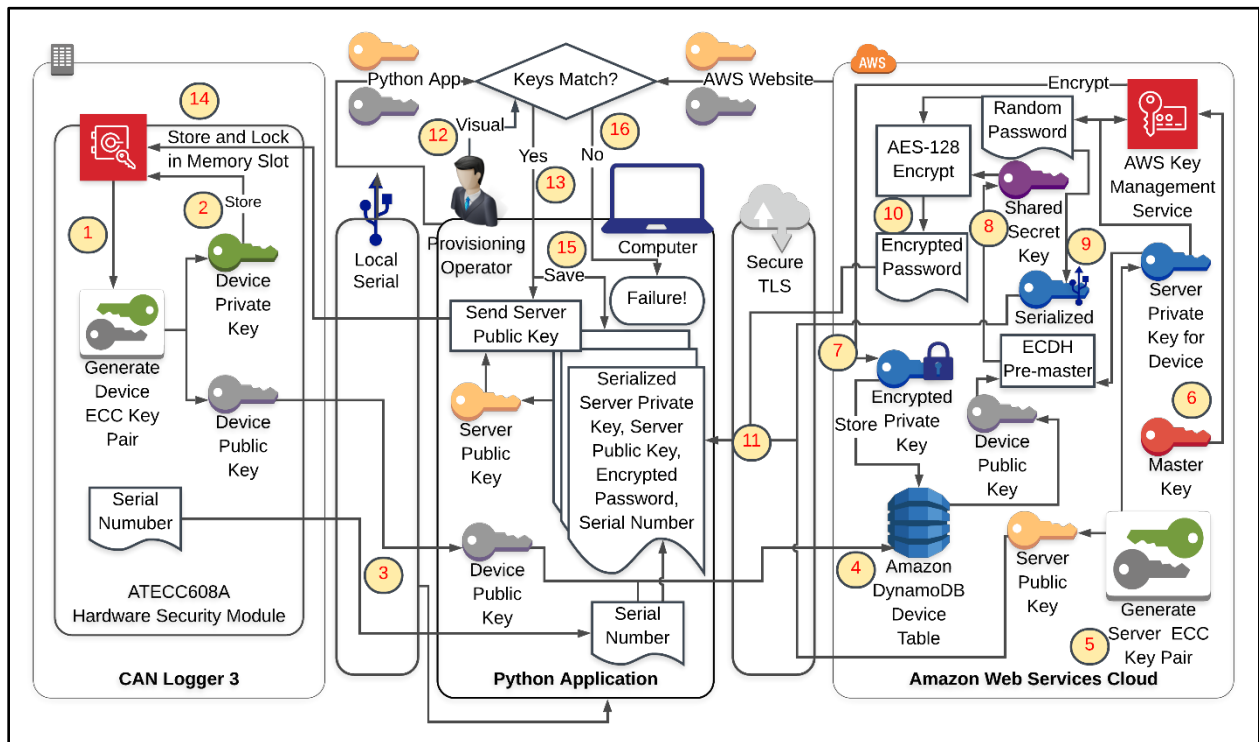 Python App
Keys Match?
AWS Website
AWS
14
Store and Lock
in Memory Slot
1
2
Store
Device
Private
Key
Generate
Device
ECC Key
Pair
Device
Public
Key
Serial
Numuber
ATECC608A
Hardware Security Module
CAN Logger 3
Local
Serial
3
12
Visual
Provisioning
Operator
Yes
13
16
No
15
Save
Computer
Failure!
Send Server
Public Key
Server
Public
Key
Serialized
Server Private
Key, Server
Public Key,
Encrypted
Password,
Serial Number
Device
Public
Key
Serial
Number
Python Application
Secure
TLS
11
Encrypt
Random
Password
AES-128
Encrypt
AWS Key
Management
Service
10
Encrypted
Password
8
Shared
Secret
Key
9
Serialized
Server
Private
Key for
Device
ECDH
Pre-master
7
Encrypted
Private
Key
Store
Device
Public
Key
6
Master
Key
4
Amazon
DynamoDB
Device
Table
Server
Public
Key
5
Generate
Server ECC
Key Pair
Amazon Web Services Cloud